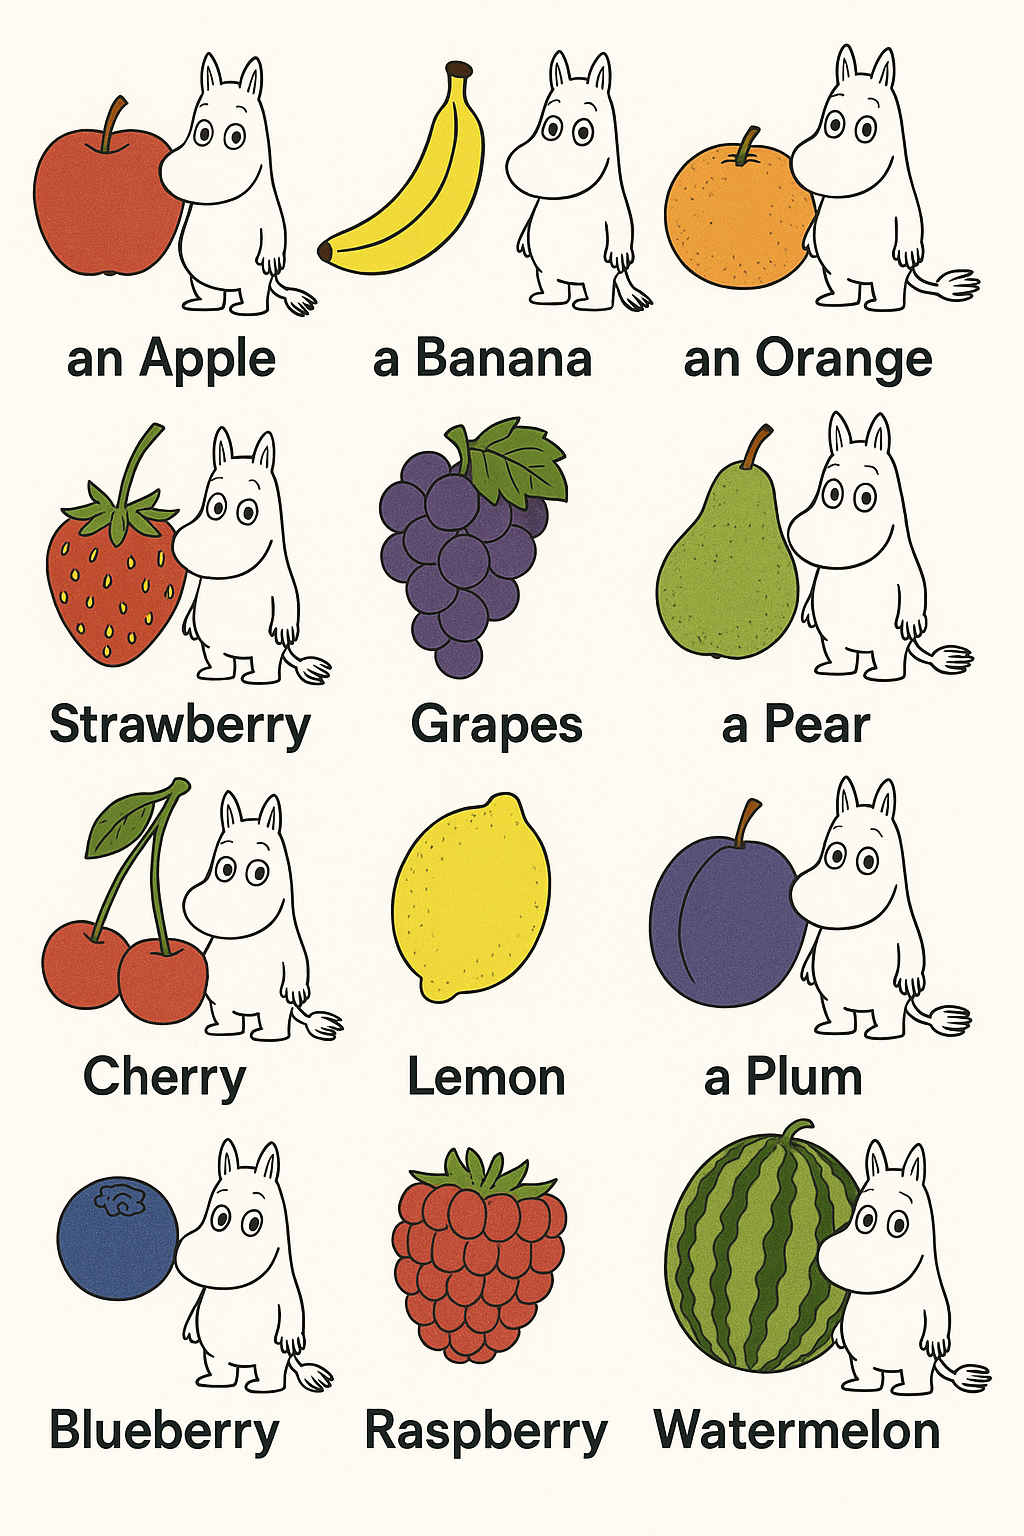 an Apple
a Banana
an Orange
Strawberry
Grapes
a Pear
Cherry
Lemon
a Plum
Blueberry
Raspberry
Watermelon